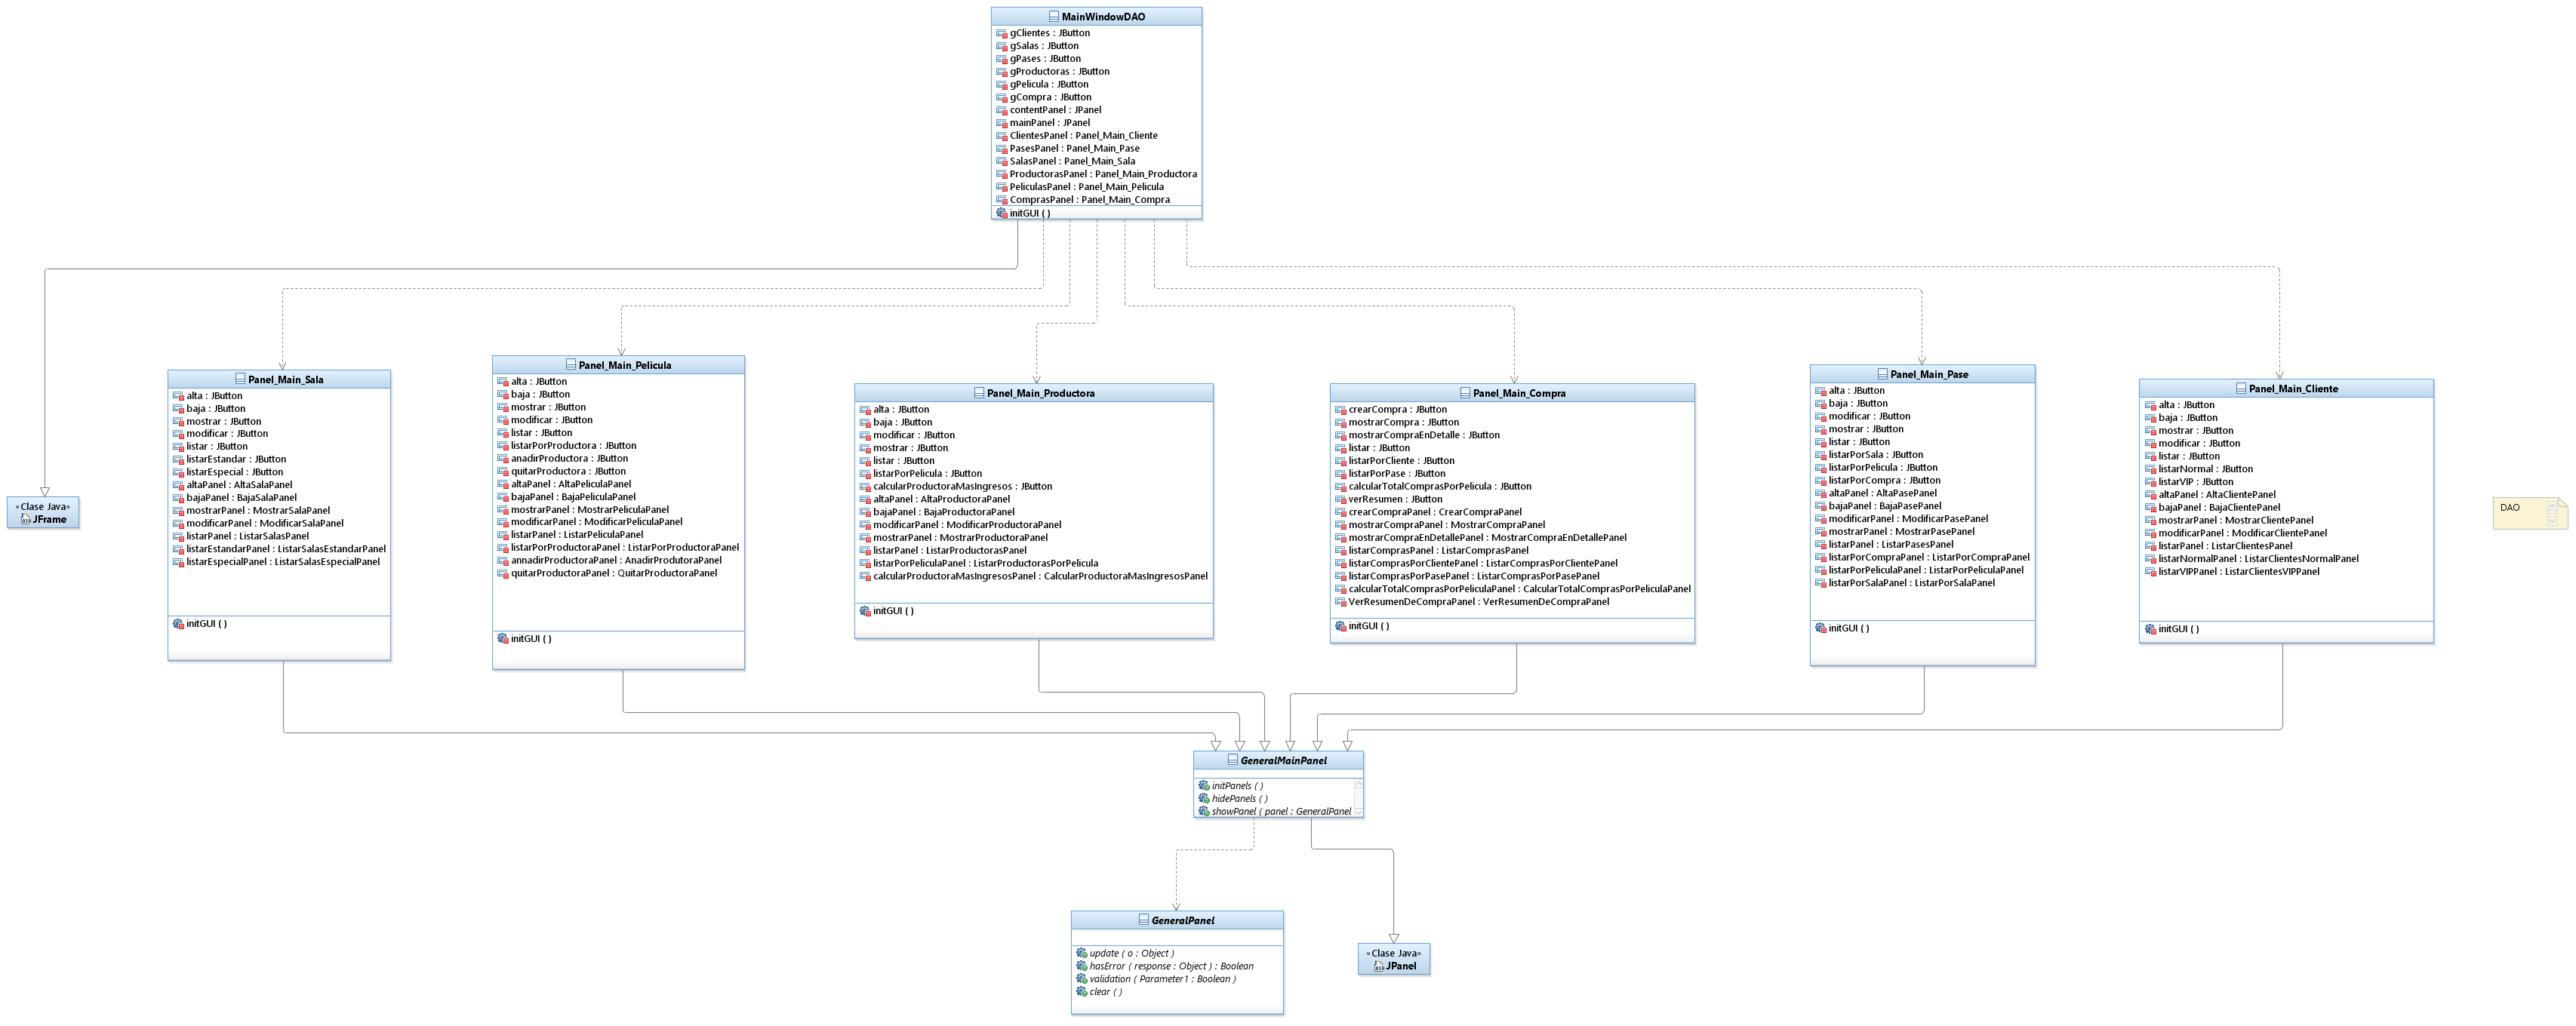 MainWindowDAO
gClientes : JButton
gSalas : JButton
gPases : JButton
gProductoras : JButton
gPelicula : JButton
gCompra : JButton
contentPanel : JPanel
mainPanel : JPanel
ClientesPanel : Panel_Main_Cliente
PasesPanel : Panel_Main_Pase
SalasPanel : Panel_Main_Sala
ProductorasPanel : Panel_Main_Productora
PeliculasPanel : Panel_Main_Pelicula
ComprasPanel : Panel_Main_Compra
initGUI ( )
«Clase Java»
JFrame
Panel_Main_Sala
alta : JButton
baja : JButton
mostrar : JButton
modificar : JButton
listar : JButton
listarEstandar : JButton
listarEspecial : JButton
altaPanel : AltaSalaPanel
bajaPanel : BajaSalaPanel
mostrarPanel : MostrarSalaPanel
modificarPanel : ModificarSalaPanel
listarPanel : ListarSalasPanel
listarEstandarPanel : ListarSalasEstandarPanel
listarEspecialPanel : ListarSalasEspecialPanel
initGUI ( )
Panel_Main_Pelicula
alta : JButton
baja : JButton
mostrar : JButton
modificar : JButton
listar : JButton
listarPorProductora : JButton
anadirProductora : JButton
quitarProductora : JButton
altaPanel : AltaPeliculaPanel
bajaPanel : BajaPeliculaPanel
mostrarPanel : MostrarPeliculaPanel
modificarPanel : ModificarPeliculaPanel
listarPanel : ListarPeliculaPanel
listarPorProductoraPanel : ListarPorProductoraPanel
annadirProductoraPanel : AnadirProdutoraPanel
quitarProductoraPanel : QuitarProductoraPanel
initGUI ( )
Panel_Main_Productora
alta : JButton
baja : JButton
modificar : JButton
mostrar : JButton
listar : JButton
listarPorPelicula : JButton
calcularProductoraMasIngresos : JButton
altaPanel : AltaProductoraPanel
bajaPanel : BajaProductoraPanel
modificarPanel : ModificarProductoraPanel
mostrarPanel : MostrarProductoraPanel
listarPanel : ListarProductorasPanel
listarPorPeliculaPanel : ListarProductorasPorPelicula
calcularProductoraMasIngresosPanel : CalcularProductoraMasIngresosPanel
initGUI ( )
Panel_Main_Compra
crearCompra : JButton
mostrarCompra : JButton
mostrarCompraEnDetalle : JButton
listar : JButton
listarPorCliente : JButton
listarPorPase : JButton
calcularTotalComprasPorPelicula : JButton
verResumen : JButton
crearCompraPanel : CrearCompraPanel
mostrarCompraPanel : MostrarCompraPanel
mostrarCompraEnDetallePanel : MostrarCompraEnDetallePanel
listarComprasPanel : ListarComprasPanel
listarComprasPorClientePanel : ListarComprasPorClientePanel
listarComprasPorPasePanel : ListarComprasPorPasePanel
calcularTotalComprasPorPeliculaPanel : CalcularTotalComprasPorPeliculaPanel
VerResumenDeCompraPanel : VerResumenDeCompraPanel
initGUI ( )
Panel_Main_Pase
alta : JButton
baja : JButton
modificar : JButton
mostrar : JButton
listar : JButton
listarPorSala : JButton
listarPorPelicula : JButton
listarPorCompra : JButton
altaPanel : AltaPasePanel
bajaPanel : BajaPasePanel
modificarPanel : ModificarPasePanel
mostrarPanel : MostrarPasePanel
listarPanel : ListarPasesPanel
listarPorCompraPanel : ListarPorCompraPanel
listarPorPeliculaPanel : ListarPorPeliculaPanel
listarPorSalaPanel : ListarPorSalaPanel
initGUI ( )
Panel_Main_Cliente
alta : JButton
baja : JButton
mostrar : JButton
modificar : JButton
listar : JButton
listarNormal : JButton
listarVIP : JButton
altaPanel : AltaClientePanel
bajaPanel : BajaClientePanel
mostrarPanel : MostrarClientePanel
modificarPanel : ModificarClientePanel
listarPanel : ListarClientesPanel
listarNormalPanel : ListarClientesNormalPanel
listarVIPPanel : ListarClientesVIPPanel
initGUI ( )
DAO
GeneralMainPanel
initPanels ( )
hidePanels ( )
showPanel ( panel : GeneralPanel
GeneralPanel
update ( o : Object )
hasError ( response : Object ) : Boolean
validation ( Parameter1 : Boolean )
clear ( )
«Clase Java»
JPanel